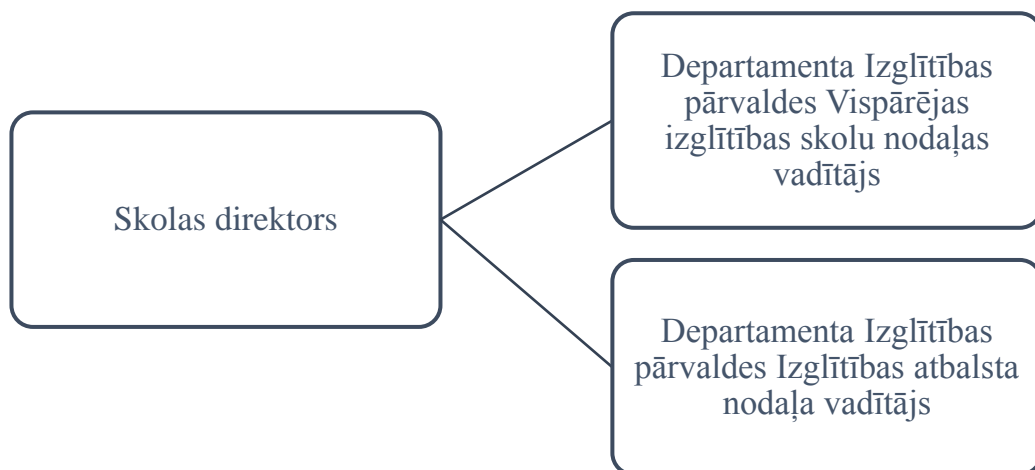 Skolas direktors
Departamenta Izglītības
pārvaldes Vispārējas
izglītības skolu nodaļas
vadītājs
Departamenta Izglītības
pārvaldes Izglītības atbalsta
nodaļa vadītājs